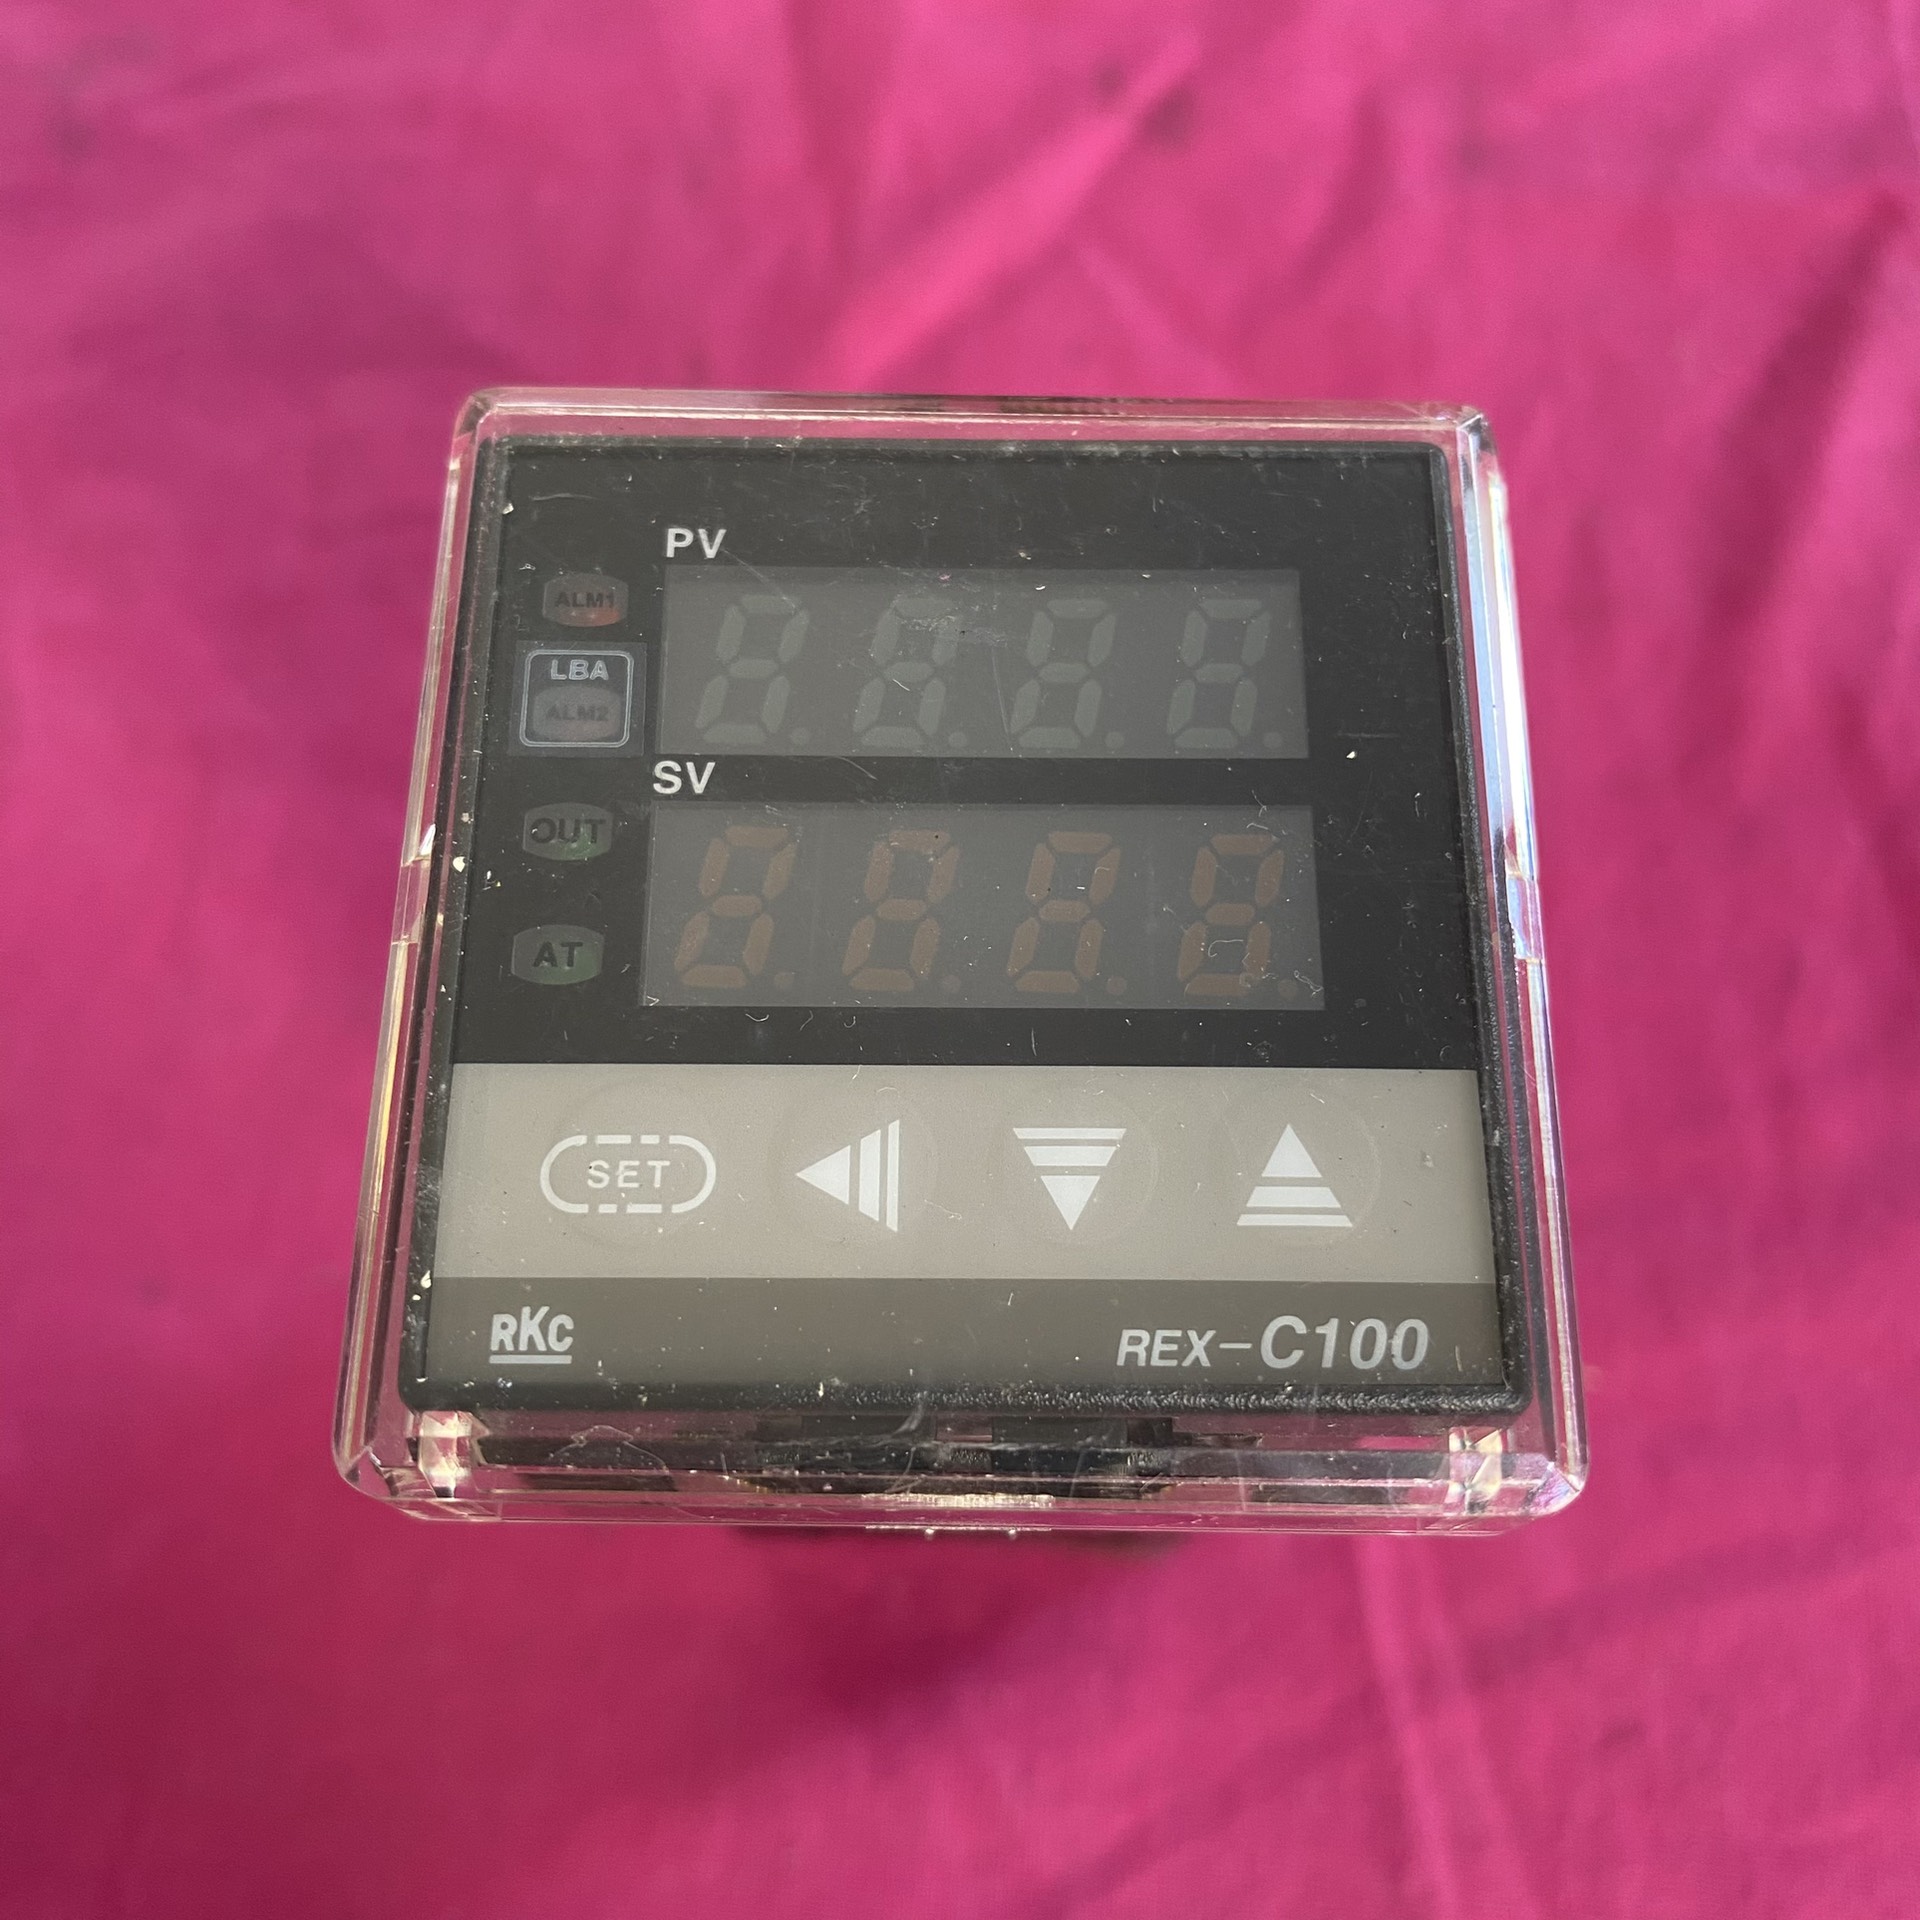 PV
ALM1
LBA
ALM2
SV
OUT
AT
SET
RKC
REX-C100